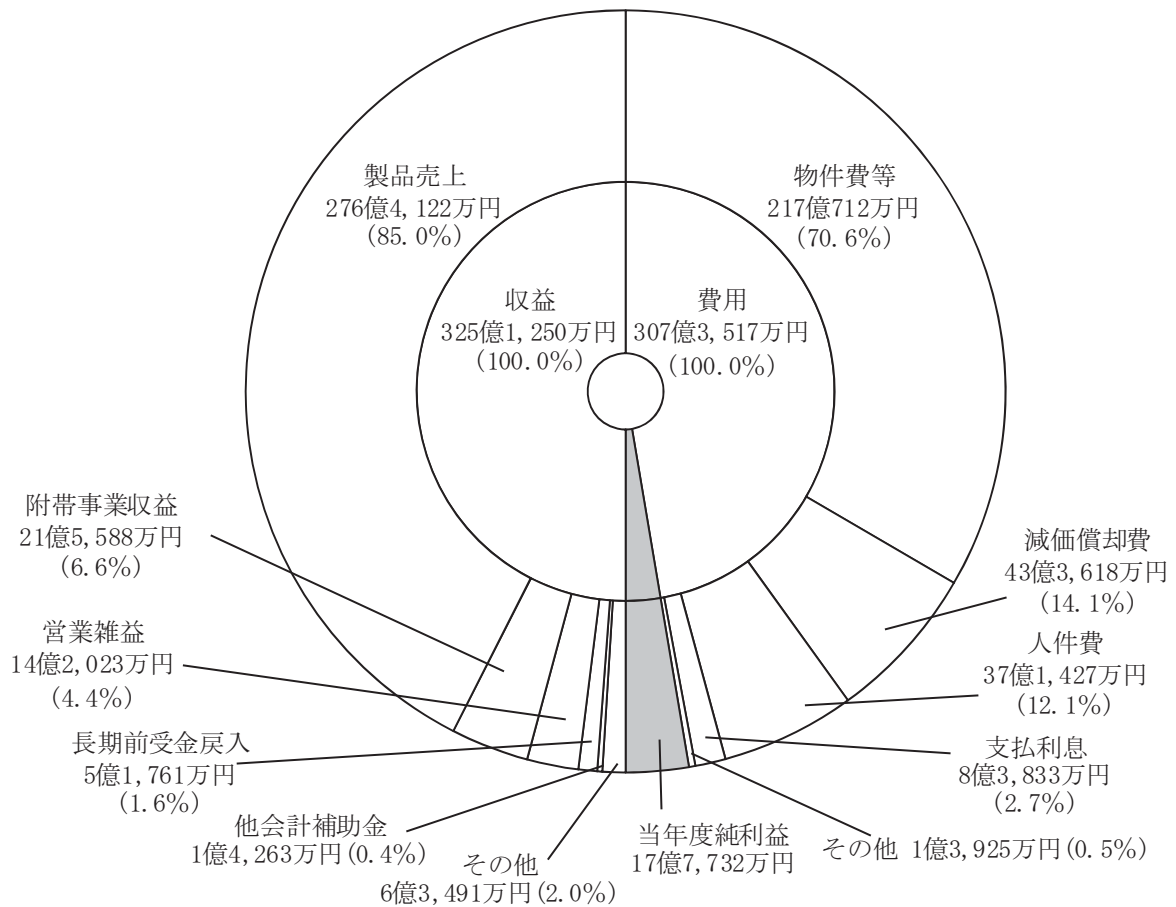 製品売上
276億4,122万円
(85.0%)
物件費等
217億712万円
(70.6%)
収益
325億1,250万円
(100.0%)
費用
307億3,517万円
(100.0%)
附帯事業収益
21億5,588万円
(6.6%)
営業雑益
14億2,023万円
(4.4%)
長期前受金戻入
5億1,761万円
(1.6%)
他会計補助金
1億4,263万円(0.4%)
その他
6億3,491万円(2.0%)
当年度純利益
17億7,732万円
その他 1億3,925万円(0.5%)
支払利息
8億3,833万円
(2.7%)
人件費
37億1,427万円
(12.1%)
減価償却費
43億3,618万円
(14.1%)